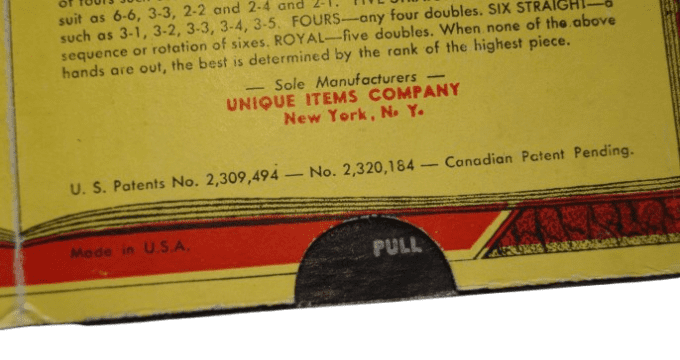 suit as 6-6, 3-3, 2-2 and 2-4 and 2-1.
such as 3-1, 3-2, 3-3, 3-4, 3-5. FOURS—any four doubles. SIX STRAIGHT—a
sequence or rotation of sixes. ROYAL—five doubles. When none of the above
hands are out, the best is determined by the rank of the highest piece.
— Sole Manufacturers —
UNIQUE ITEMS COMPANY
New York, N. Y.
U. S. Patents No. 2,309,494 — No. 2,320,184 — Canadian Patent Pending.
Made in U.S.A.
PULL